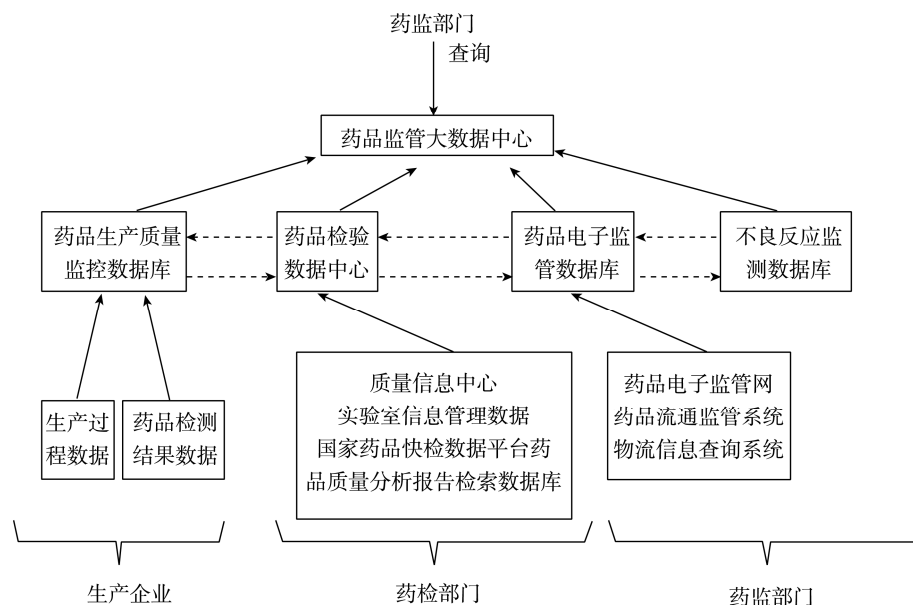 药监部门
查询
药品监管大数据中心
药品生产质量
监控数据库
药品检验
数据中心
药品电子监
管数据库
不良反应监
测数据库
生产过
程数据
药品检测
结果数据
质量信息中心
实验室信息管理数据
国家药品快检数据平台药
品质量分析报告检索数据库
药品电子监管网
药品流通监管系统
物流信息查询系统
生产企业
药检部门
药监部门